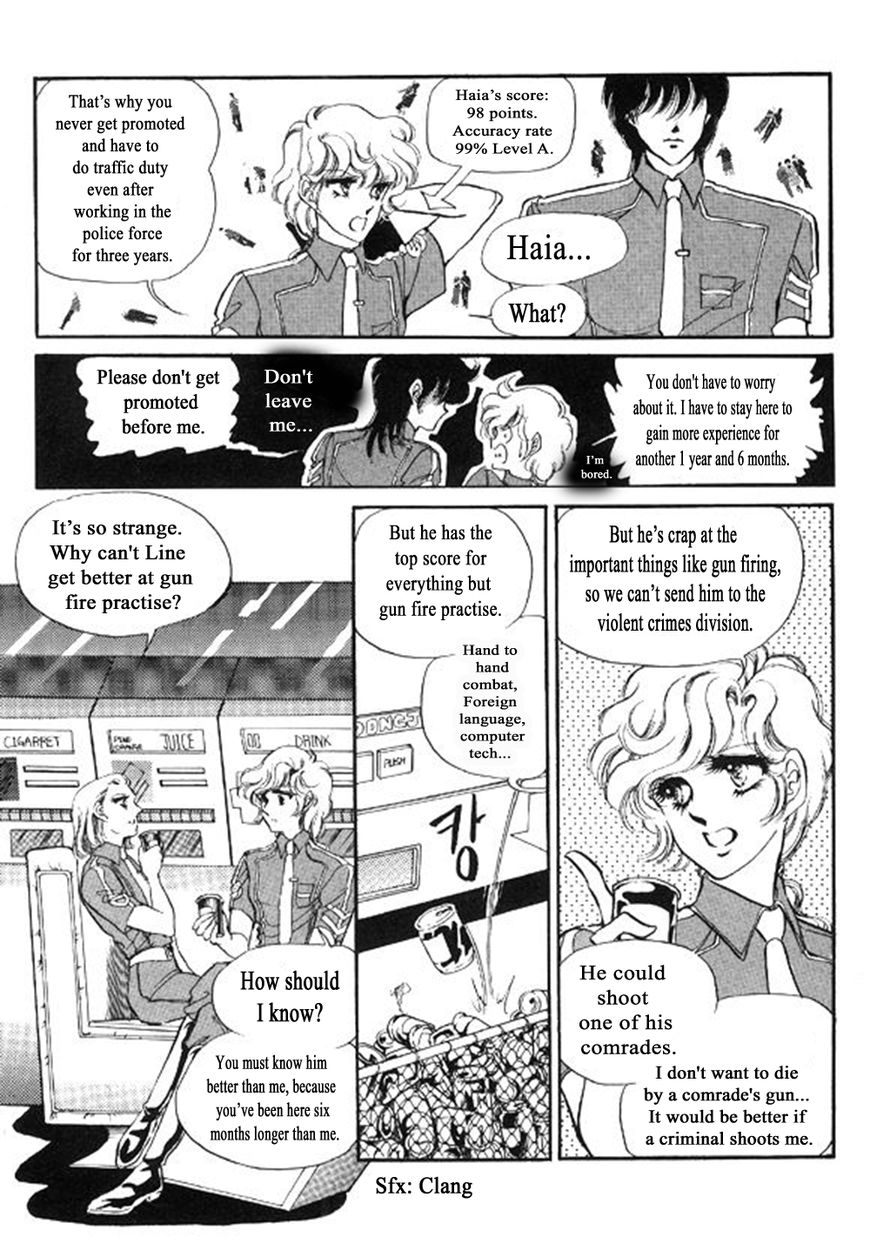 That's why you
never get promoted
and have to
do traffic duty
even after
working in the
police force
for three years.
Haia's score:
98 points.
Accuracy rate
99% Level A.
Haia...
What?
Please don't get
promoted
before me.
Don't
leave
me...
I'm
bored.
You don't have to worry
about it. I have to stay here to
gain more experience for
another 1 year and 6 months.
It's so strange.
Why can't Line
get better at gun
fire practise?
CIGARRET
JUICE
DRINK
How should
I know?
You must know him
better than me, because
you've been here six
months longer than me.
But he has the
top score for
everything but
gun fire practise.
Hand to
hand
combat,
Foreign
language,
computer
tech...
PUSH
캉
Sfx: Clang
But he's crap at the
important things like gun firing,
so we can't send him to the
violent crimes division.
He could
shoot
one of his
comrades.
I don't want to die
by a comrade's gun...
It would be better if
a criminal shoots me.